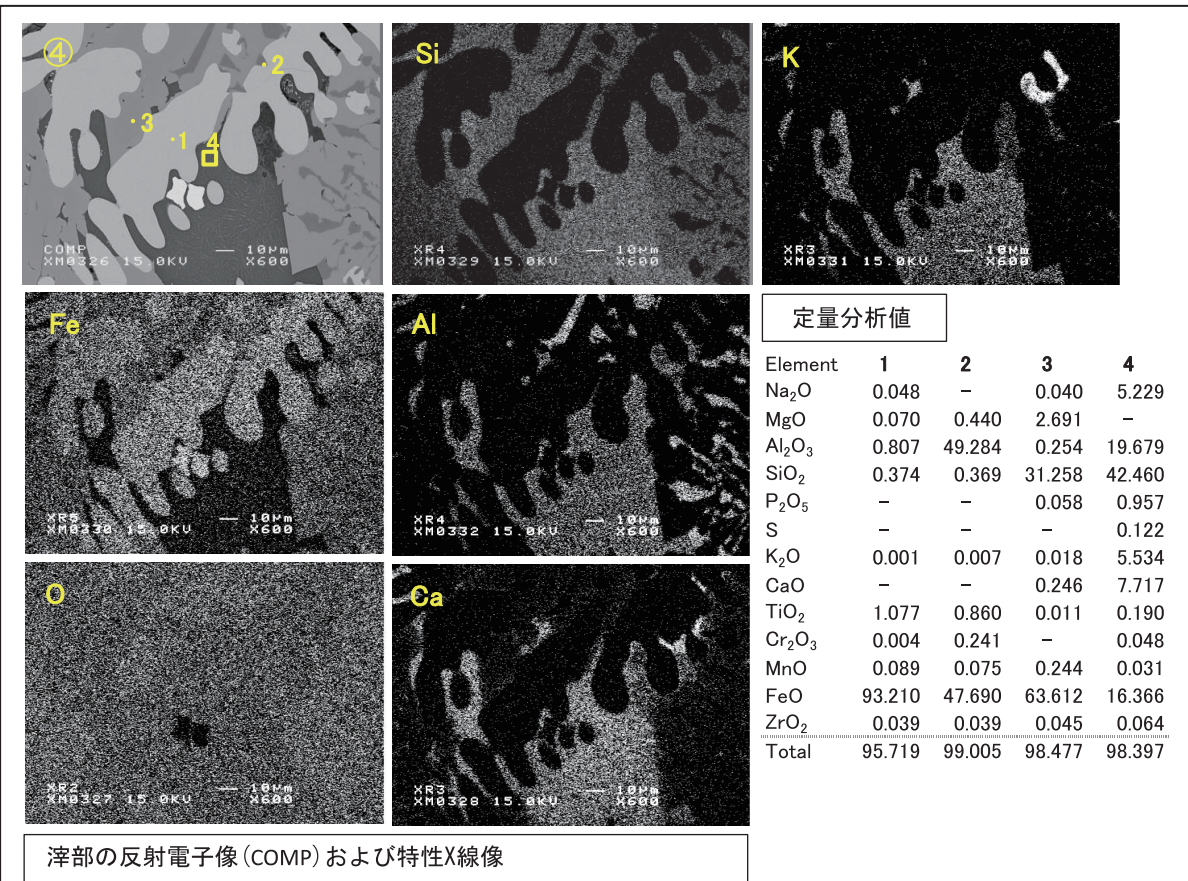 ④
2
3
1
4
COMP 10µm
XM0326 15.0KV X600
Si
XR4 10µm
XM0329 15.0KV X600
K
XR3 10µm
XM0331 15.0KV X600
Fe
XR5 10µm
XM0330 15.0KV X600
Al
XR4 10µm
XM0332 15.0KV X600
O
XR2 10µm
XM0327 15.0KV X600
Ca
XR3 10µm
XM0328 15.0KV X600
定量分析値
Element 1 2 3 4
Na₂O 0.048 − 0.040 5.229
MgO 0.070 0.440 2.691 −
Al₂O₃ 0.807 49.284 0.254 19.679
SiO₂ 0.374 0.369 31.258 42.460
P₂O₅ − − 0.058 0.957
S − − − 0.122
K₂O 0.001 0.007 0.018 5.534
CaO − − 0.246 7.717
TiO₂ 1.077 0.860 0.011 0.190
Cr₂O₃ 0.004 0.241 − 0.048
MnO 0.089 0.075 0.244 0.031
FeO 93.210 47.690 63.612 16.366
ZrO₂ 0.039 0.039 0.045 0.064
Total 95.719 99.005 98.477 98.397
滓部の反射電子像(COMP)および特性X線像